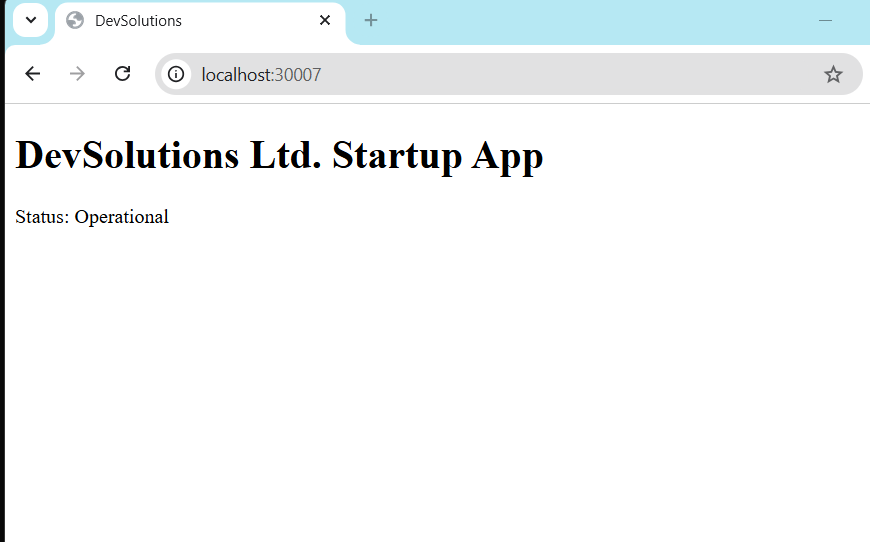 DevSolutions
localhost:30007
DevSolutions Ltd. Startup App
Status: Operational